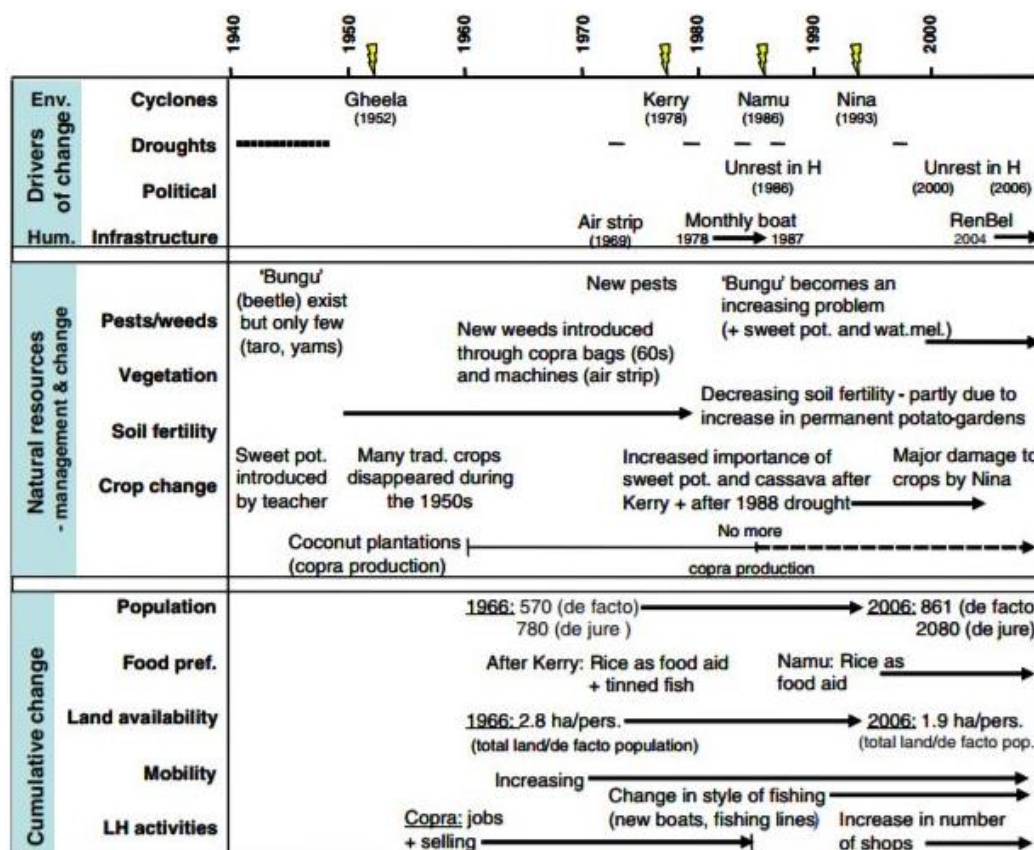 1940 1950 1960 1970 1980 1990 2000
Env. Cyclones Gheela Kerry Namu Nina
(1952) (1978) (1986) (1993)
Drivers of change
Droughts
Unrest in H Unrest in H
Political (1986) (2000) (2006)
Air strip Monthly boat RenBel
Hum. Infrastructure (1969) 1978 1987 2004
Natural resources
- management & change
'Bungu'
(beetle) exist
but only few
(taro, yams)
New pests
'Bungu' becomes an
increasing problem
(+ sweet pot. and wat.mel.)
Pests/weeds
New weeds introduced
through copra bags (60s)
and machines (air strip)
Vegetation
Decreasing soil fertility - partly due to
increase in permanent potato-gardens
Soil fertility
Crop change
Sweet pot.
introduced
by teacher
Many trad. crops
disappeared during
the 1950s
Increased importance of
sweet pot. and cassava after
Kerry + after 1988 drought
Major damage to
crops by Nina
Coconut plantations
(copra production)
No more
copra production
Cumulative change
Population
1966: 570 (de facto)
780 (de jure )
2006: 861 (de facto
2080 (de jure)
Food pref.
After Kerry: Rice as food aid
+ tinned fish
Namu: Rice as
food aid
Land availability
1966: 2.8 ha/pers.
(total land/de facto population)
2006: 1.9 ha/pers.
(total land/de facto pop.
Mobility
Increasing
Change in style of fishing
(new boats, fishing lines)
LH activities
Copra: jobs
+ selling
Increase in number
of shops